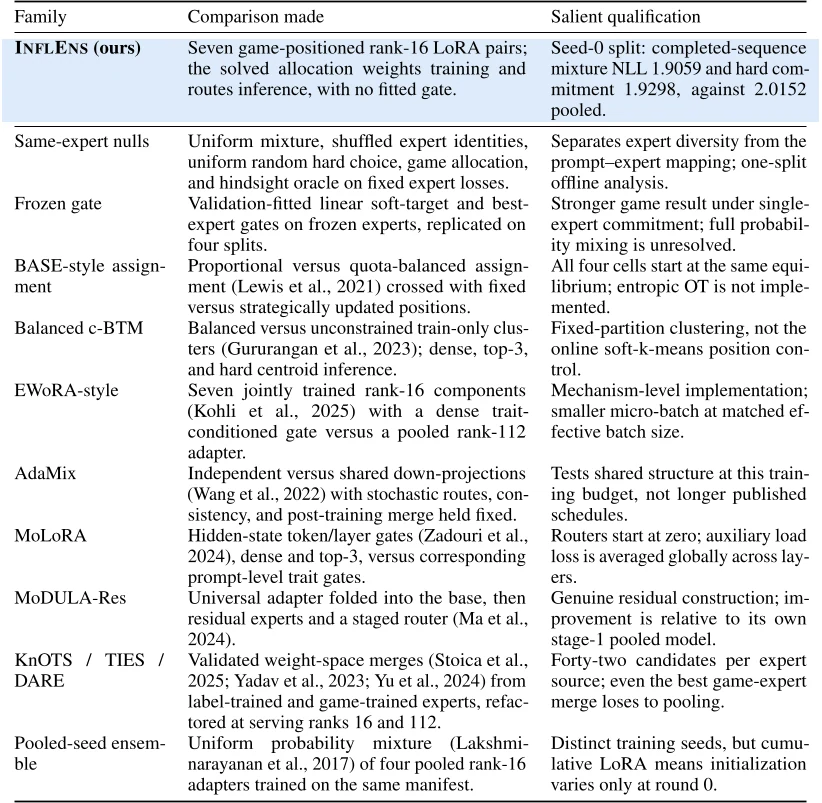 Family Comparison made Salient qualification
INFLENS (ours) Seven game-positioned rank-16 LoRA pairs; Seed-0 split: completed-sequence
the solved allocation weights training and mixture NLL 1.9059 and hard com-
routes inference, with no fitted gate. mitment 1.9298, against 2.0152
pooled.
Same-expert nulls Uniform mixture, shuffled expert identities, Separates expert diversity from the
uniform random hard choice, game allocation, prompt–expert mapping; one-split
and hindsight oracle on fixed expert losses. offline analysis.
Frozen gate Validation-fitted linear soft-target and best- Stronger game result under single-
expert gates on frozen experts, replicated on expert commitment; full probabil-
four splits. ity mixing is unresolved.
BASE-style assign- Proportional versus quota-balanced assign- All four cells start at the same equi-
ment ment (Lewis et al., 2021) crossed with fixed librium; entropic OT is not imple-
versus strategically updated positions. mented.
Balanced c-BTM Balanced versus unconstrained train-only clus- Fixed-partition clustering, not the
ters (Gururangan et al., 2023); dense, top-3, online soft-k-means position con-
and hard centroid inference. trol.
EWoRA-style Seven jointly trained rank-16 components Mechanism-level implementation;
(Kohli et al., 2025) with a dense trait- smaller micro-batch at matched ef-
conditioned gate versus a pooled rank-112 fective batch size.
adapter.
AdaMix Independent versus shared down-projections Tests shared structure at this train-
(Wang et al., 2022) with stochastic routes, con- ing budget, not longer published
sistency, and post-training merge held fixed. schedules.
MoLoRA Hidden-state token/layer gates (Zadouri et al., Routers start at zero; auxiliary load
2024), dense and top-3, versus corresponding loss is averaged globally across lay-
prompt-level trait gates. ers.
MoDULA-Res Universal adapter folded into the base, then Genuine residual construction; im-
residual experts and a staged router (Ma et al., provement is relative to its own
2024). stage-1 pooled model.
KnOTS / TIES / Validated weight-space merges (Stoica et al., Forty-two candidates per expert
DARE 2025; Yadav et al., 2023; Yu et al., 2024) from source; even the best game-expert
label-trained and game-trained experts, refac- merge loses to pooling.
tored at serving ranks 16 and 112.
Pooled-seed ensem- Uniform probability mixture (Lakshmi- Distinct training seeds, but cumu-
ble narayanan et al., 2017) of four pooled rank-16 lative LoRA means initialization
adapters trained on the same manifest. varies only at round 0.